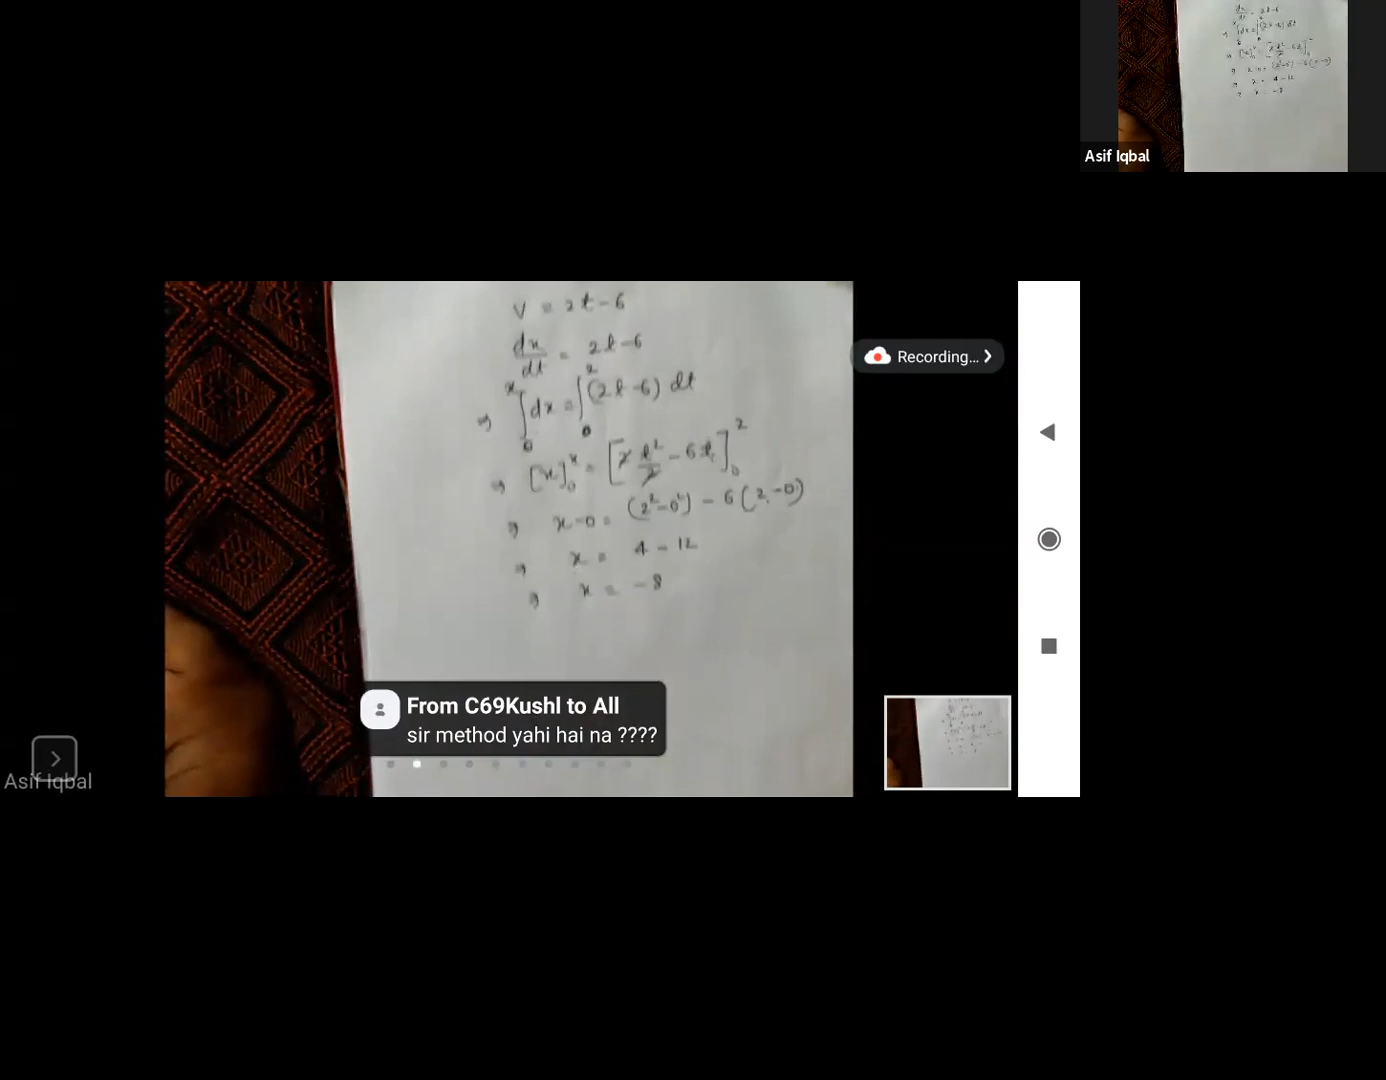 Asif Iqbal
V = 2t - 6
dx/dt = 2t - 6
⇒ ∫₀ˣ dx = ∫₀² (2t - 6) dt
⇒ [x]₀ˣ = [2 t²/2 - 6t]₀²
⇒ x - 0 = (2² - 0²) - 6(2 - 0)
⇒ x = 4 - 12
⇒ x = -8
Recording...
From C69Kushl to All
sir method yahi hai na ????
Asif Iqbal